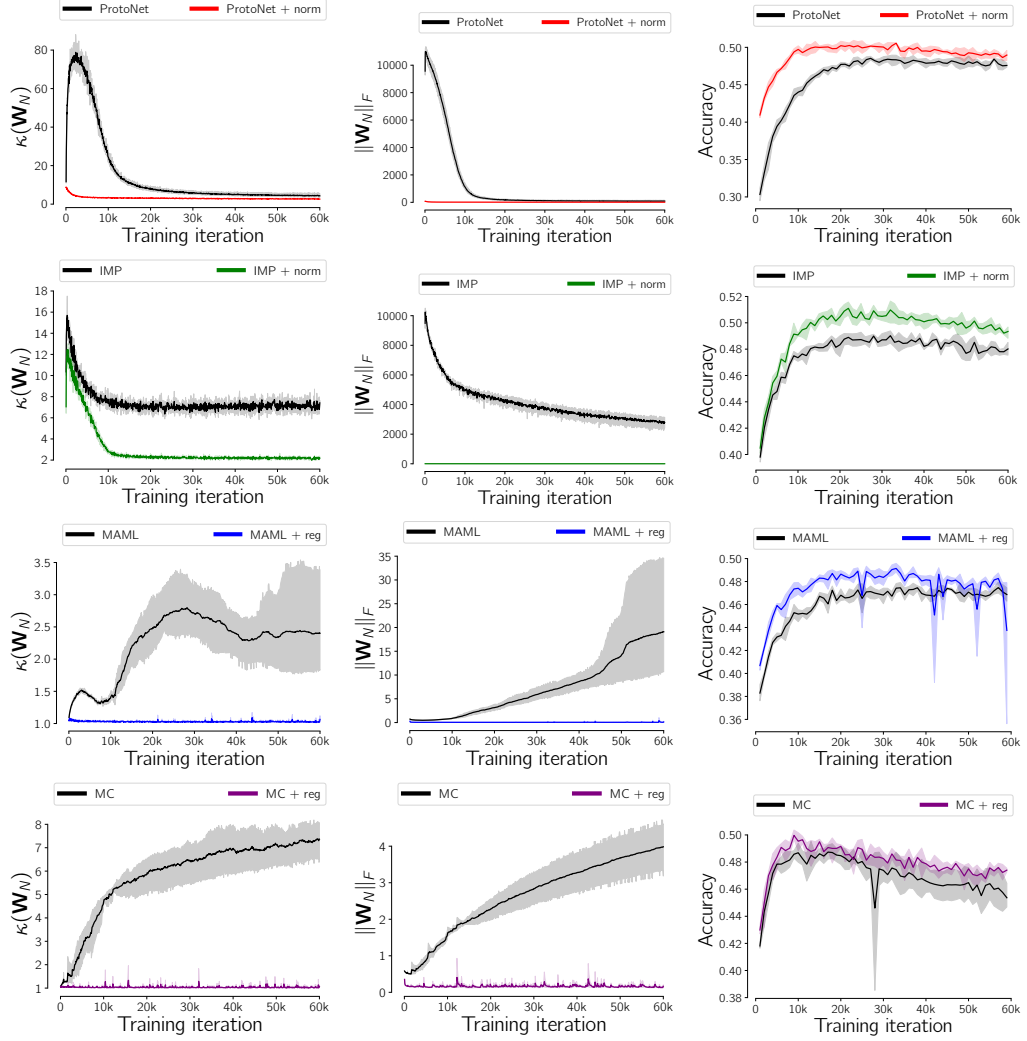 ProtoNet ProtoNet + norm
80
60
40
20
0
κ(W_N)
0 10k 20k 30k 40k 50k 60k
Training iteration
ProtoNet ProtoNet + norm
10000
8000
6000
4000
2000
0
||W_N||_F
0 10k 20k 30k 40k 50k 60k
Training iteration
ProtoNet ProtoNet + norm
0.50
0.45
0.40
0.35
0.30
Accuracy
0 10k 20k 30k 40k 50k 60k
Training iteration
IMP IMP + norm
18
16
14
12
10
8
6
4
2
κ(W_N)
0 10k 20k 30k 40k 50k 60k
Training iteration
IMP IMP + norm
10000
8000
6000
4000
2000
0
||W_N||_F
0 10k 20k 30k 40k 50k 60k
Training iteration
IMP IMP + norm
0.52
0.50
0.48
0.46
0.44
0.42
0.40
Accuracy
0 10k 20k 30k 40k 50k 60k
Training iteration
MAML MAML + reg
3.5
3.0
2.5
2.0
1.5
1.0
κ(W_N)
0 10k 20k 30k 40k 50k 60k
Training iteration
MAML MAML + reg
35
30
25
20
15
10
5
0
||W_N||_F
0 10k 20k 30k 40k 50k 60k
Training iteration
MAML MAML + reg
0.50
0.48
0.46
0.44
0.42
0.40
0.38
0.36
Accuracy
0 10k 20k 30k 40k 50k 60k
Training iteration
MC MC + reg
8
7
6
5
4
3
2
1
κ(W_N)
0 10k 20k 30k 40k 50k 60k
Training iteration
MC MC + reg
4
3
2
1
0
||W_N||_F
0 10k 20k 30k 40k 50k 60k
Training iteration
MC MC + reg
0.50
0.48
0.46
0.44
0.42
0.40
0.38
Accuracy
0 10k 20k 30k 40k 50k 60k
Training iteration